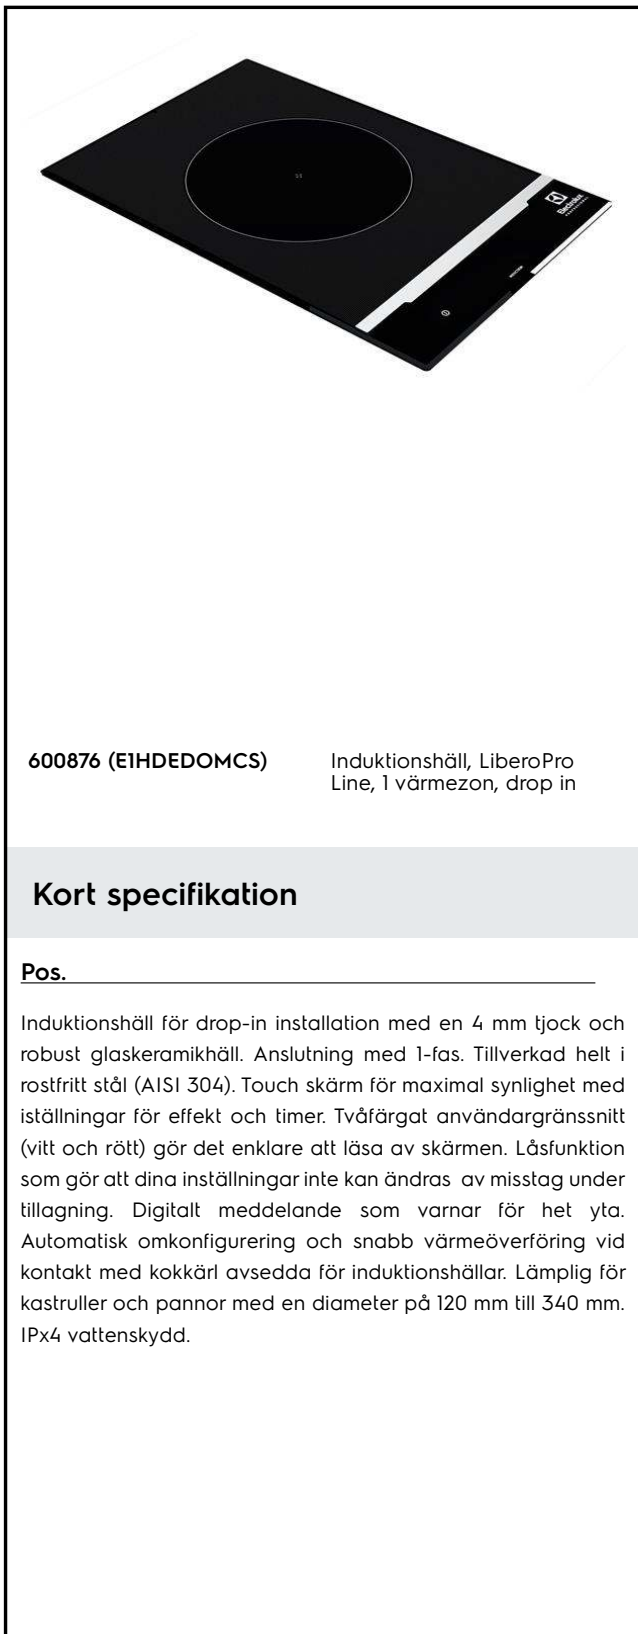 Electrolux
PROFESSIONAL
600876 (E1HDEDOMCS)
Induktionshäll, LiberoPro
Line, 1 värmezon, drop in
Kort specifikation
Pos.
Induktionshäll för drop-in installation med en 4 mm tjock och
robust glaskeramikhäll. Anslutning med 1-fas. Tillverkad helt i
rostfritt stål (AISI 304). Touch skärm för maximal synlighet med
iställningar för effekt och timer. Tvåfärgat användargränssnitt
(vitt och rött) gör det enklare att läsa av skärmen. Låsfunktion
som gör att dina inställningar inte kan ändras  av misstag under
tillagning. Digitalt meddelande som varnar för het yta.
Automatisk omkonfigurering och snabb värmeöverföring vid
kontakt med kokkärl avsedda för induktionshällar. Lämplig för
kastruller och pannor med en diameter på 120 mm till 340 mm.
IPx4 vattenskydd.